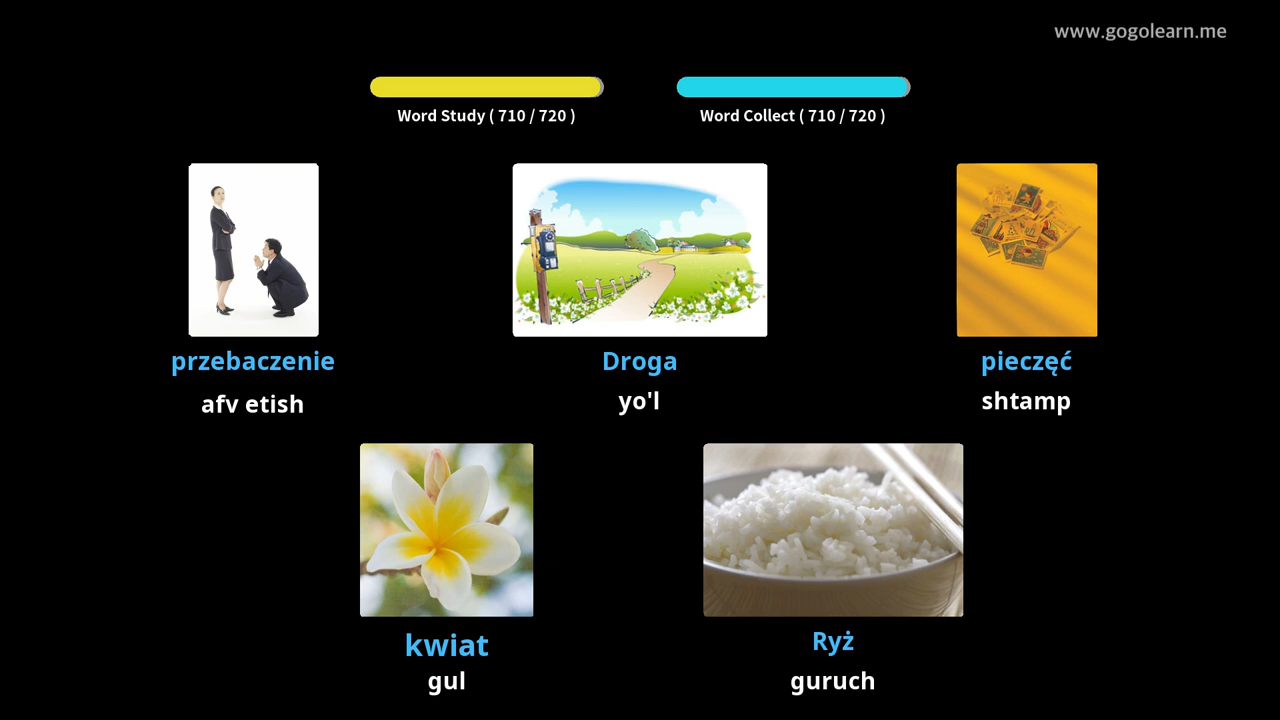 www.gogolearn.me
Word Study ( 710 / 720 )
Word Collect ( 710 / 720 )
przebaczenie
afv etish
Droga
yo'l
pieczęć
shtamp
kwiat
gul
Ryż
guruch